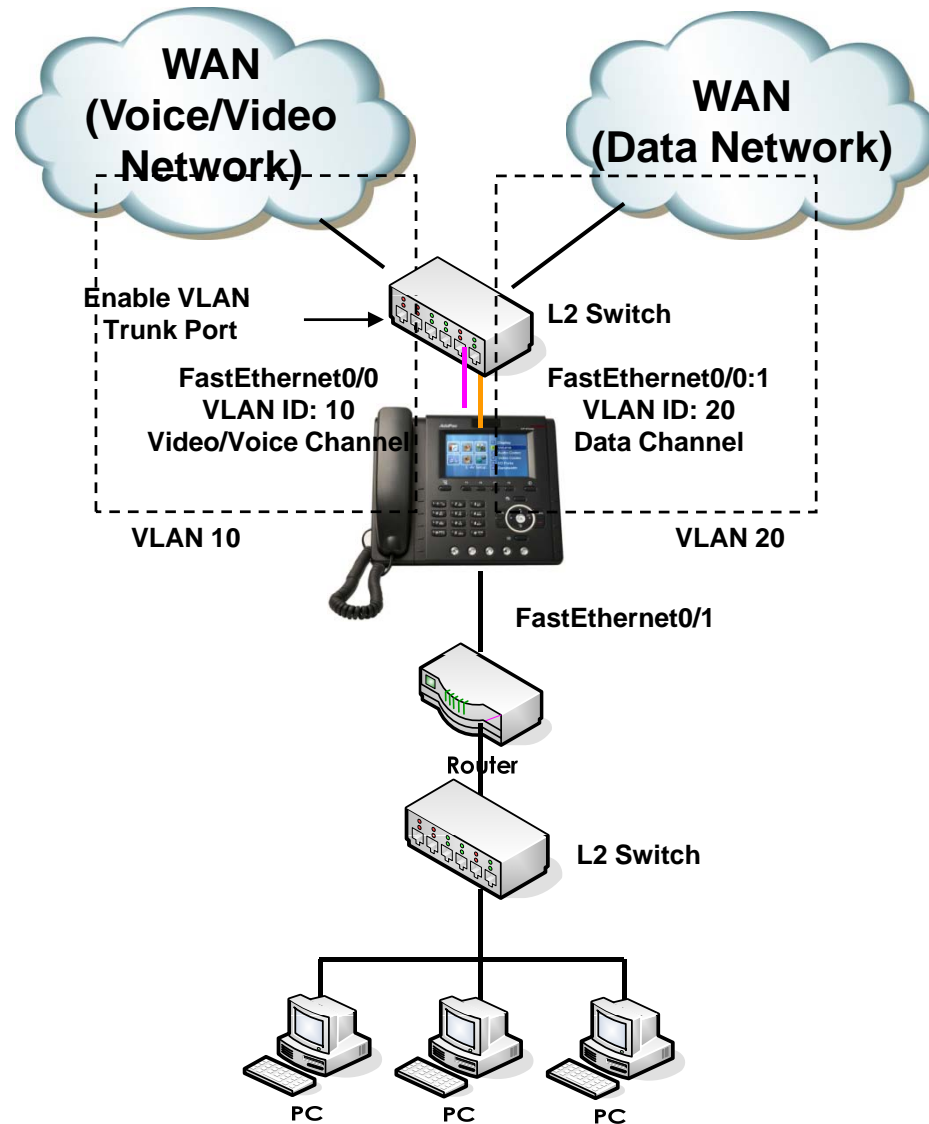 WAN
(Voice/Video
Network)
WAN
(Data Network)
Enable VLAN
Trunk Port
L2 Switch
FastEthernet0/0
VLAN ID: 10
Video/Voice Channel
FastEthernet0/0:1
VLAN ID: 20
Data Channel
AddPac
VLAN 10
VLAN 20
FastEthernet0/1
Router
L2 Switch
PC
PC
PC